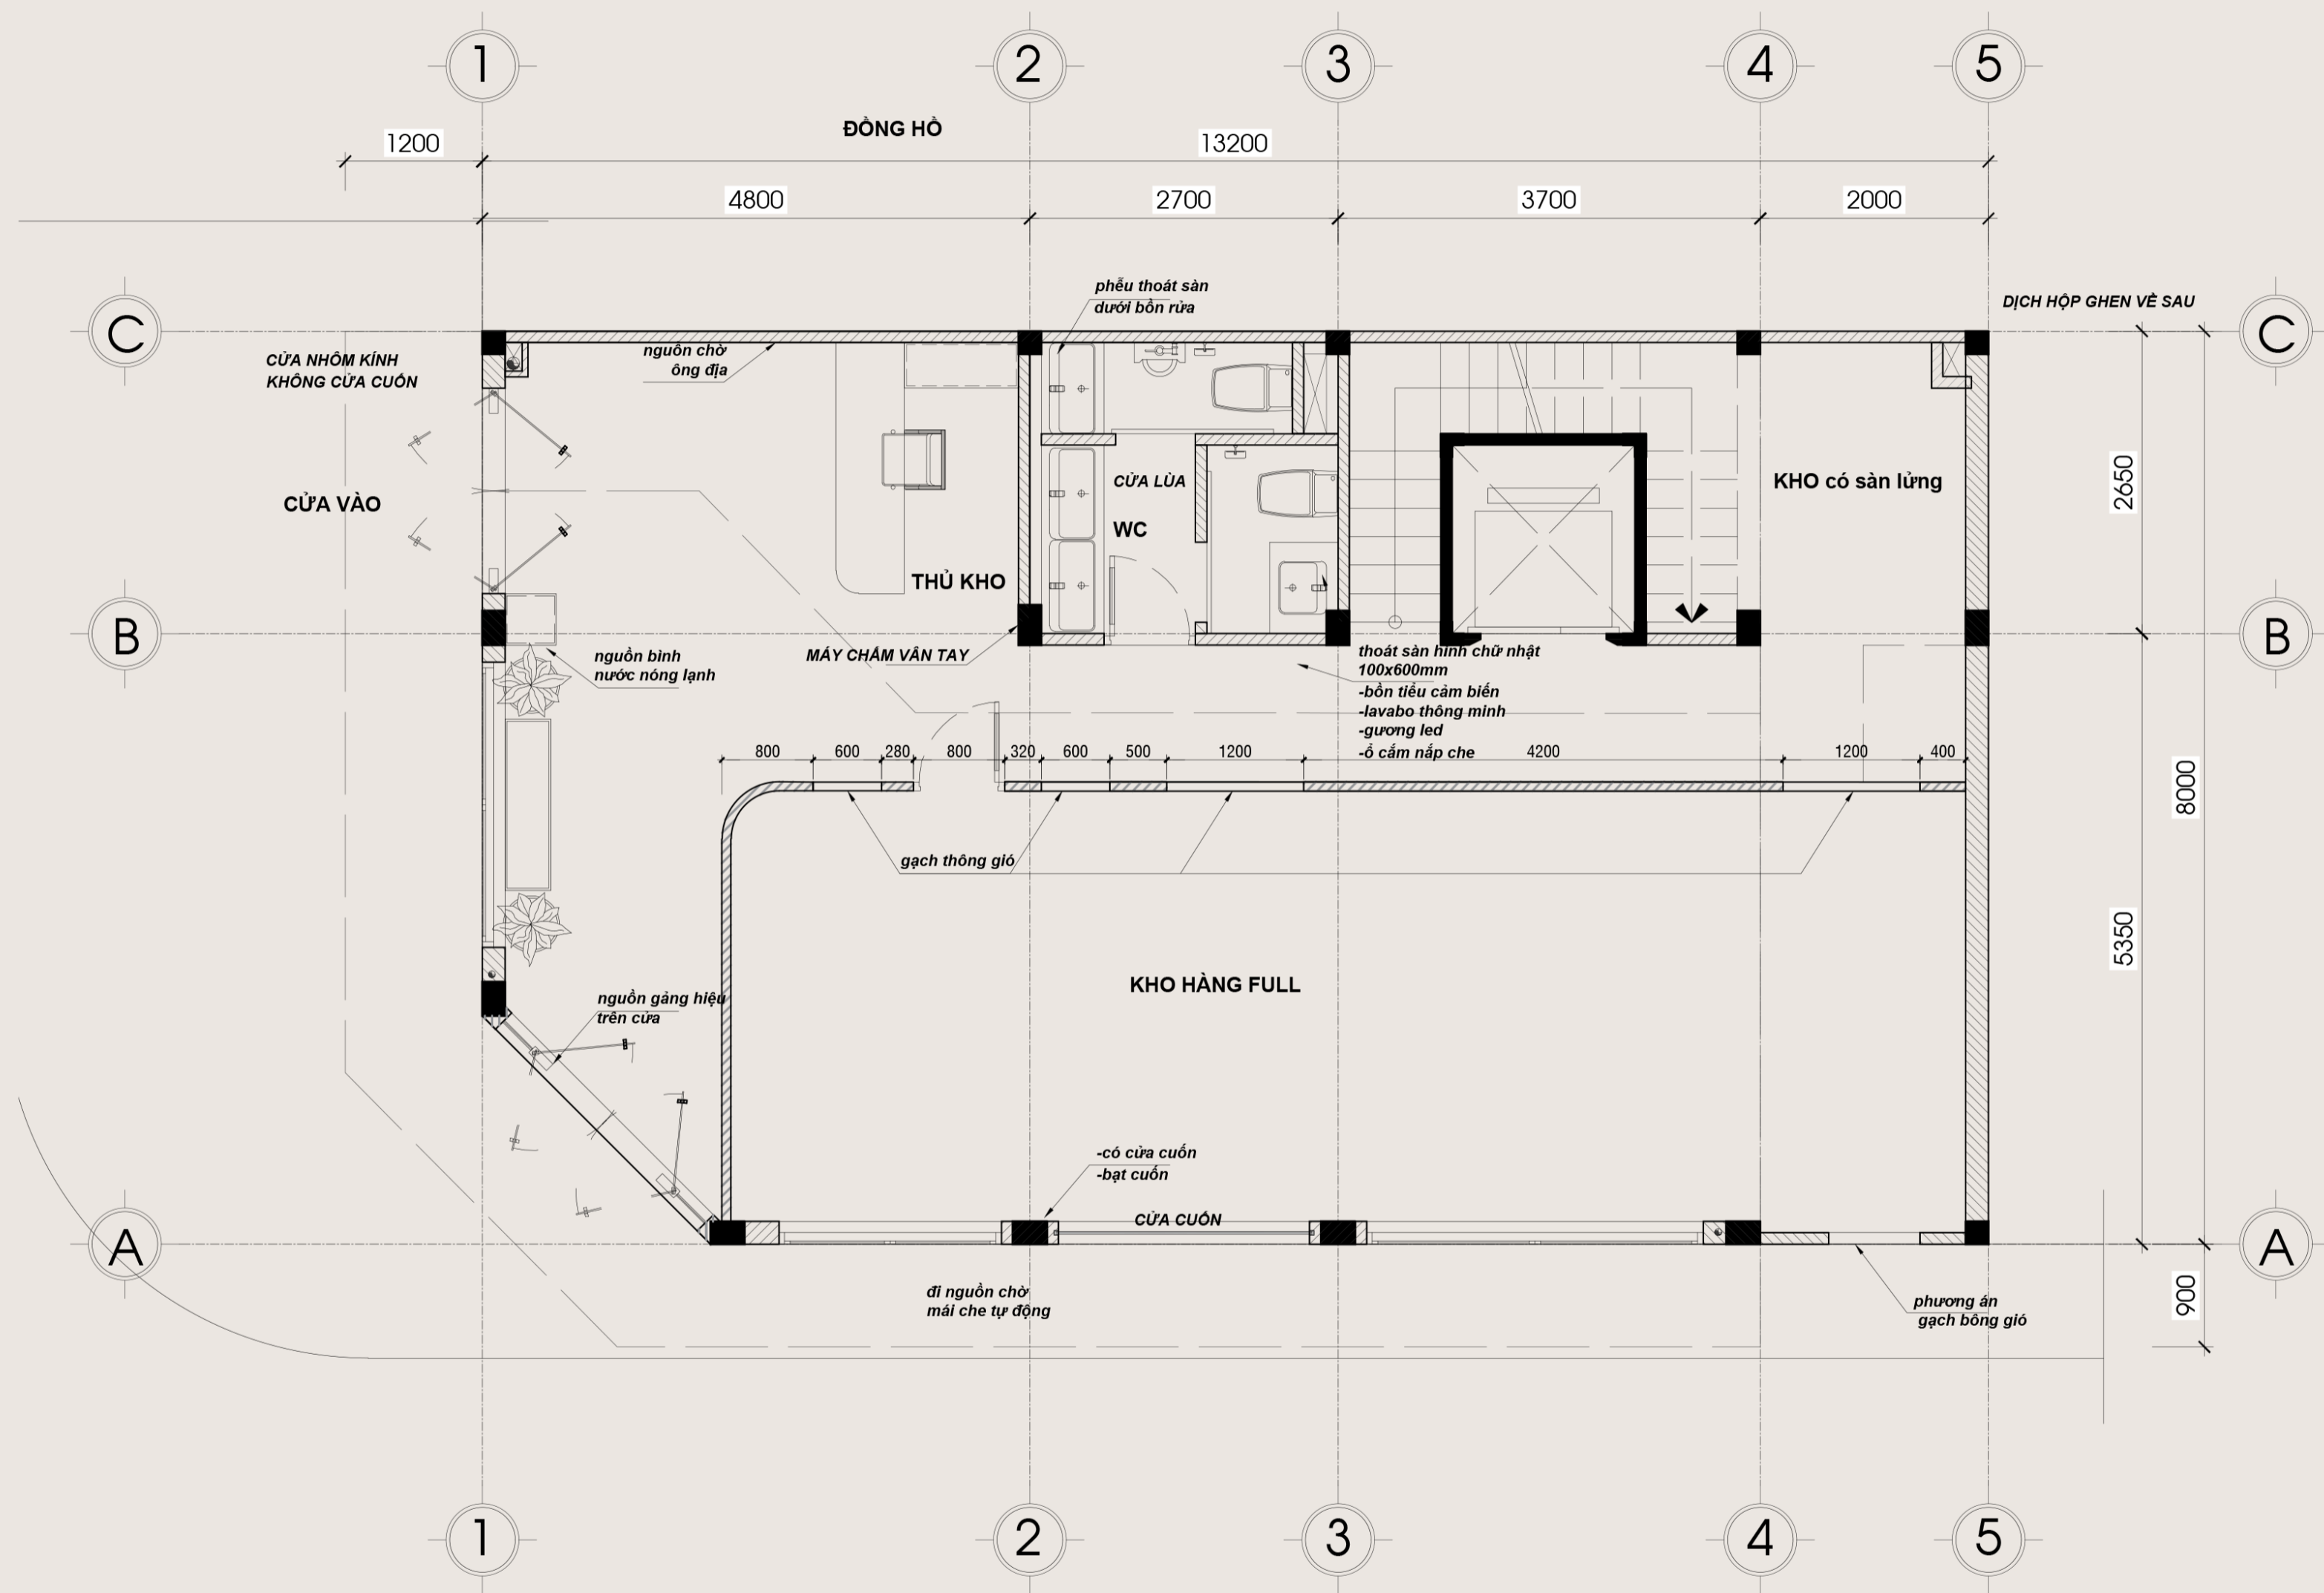 1
2
3
4
5
ĐỒNG HỒ
1200
13200
4800
2700
3700
2000
phễu thoát sàn
dưới bồn rửa
DỊCH HỘP GHEN VỀ SAU
C
C
CỬA NHÔM KÍNH
KHÔNG CỬA CUỐN
nguồn chờ
ông địa
CỬA VÀO
CỬA LÙA
WC
KHO có sàn lửng
2650
THỦ KHO
B
B
nguồn bình
nước nóng lạnh
MÁY CHẤM VÂN TAY
thoát sàn hình chữ nhật
100x600mm
-bồn tiểu cảm biến
-lavabo thông minh
-gương led
-ổ cắm nắp che
800
600
280
800
320
600
500
1200
4200
1200
400
8000
gạch thông gió
5350
KHO HÀNG FULL
nguồn gảng hiệu
trên cửa
-có cửa cuốn
-bạt cuốn
CỬA CUỐN
A
A
đi nguồn chờ
mái che tự động
phương án
gạch bông gió
900
1
2
3
4
5